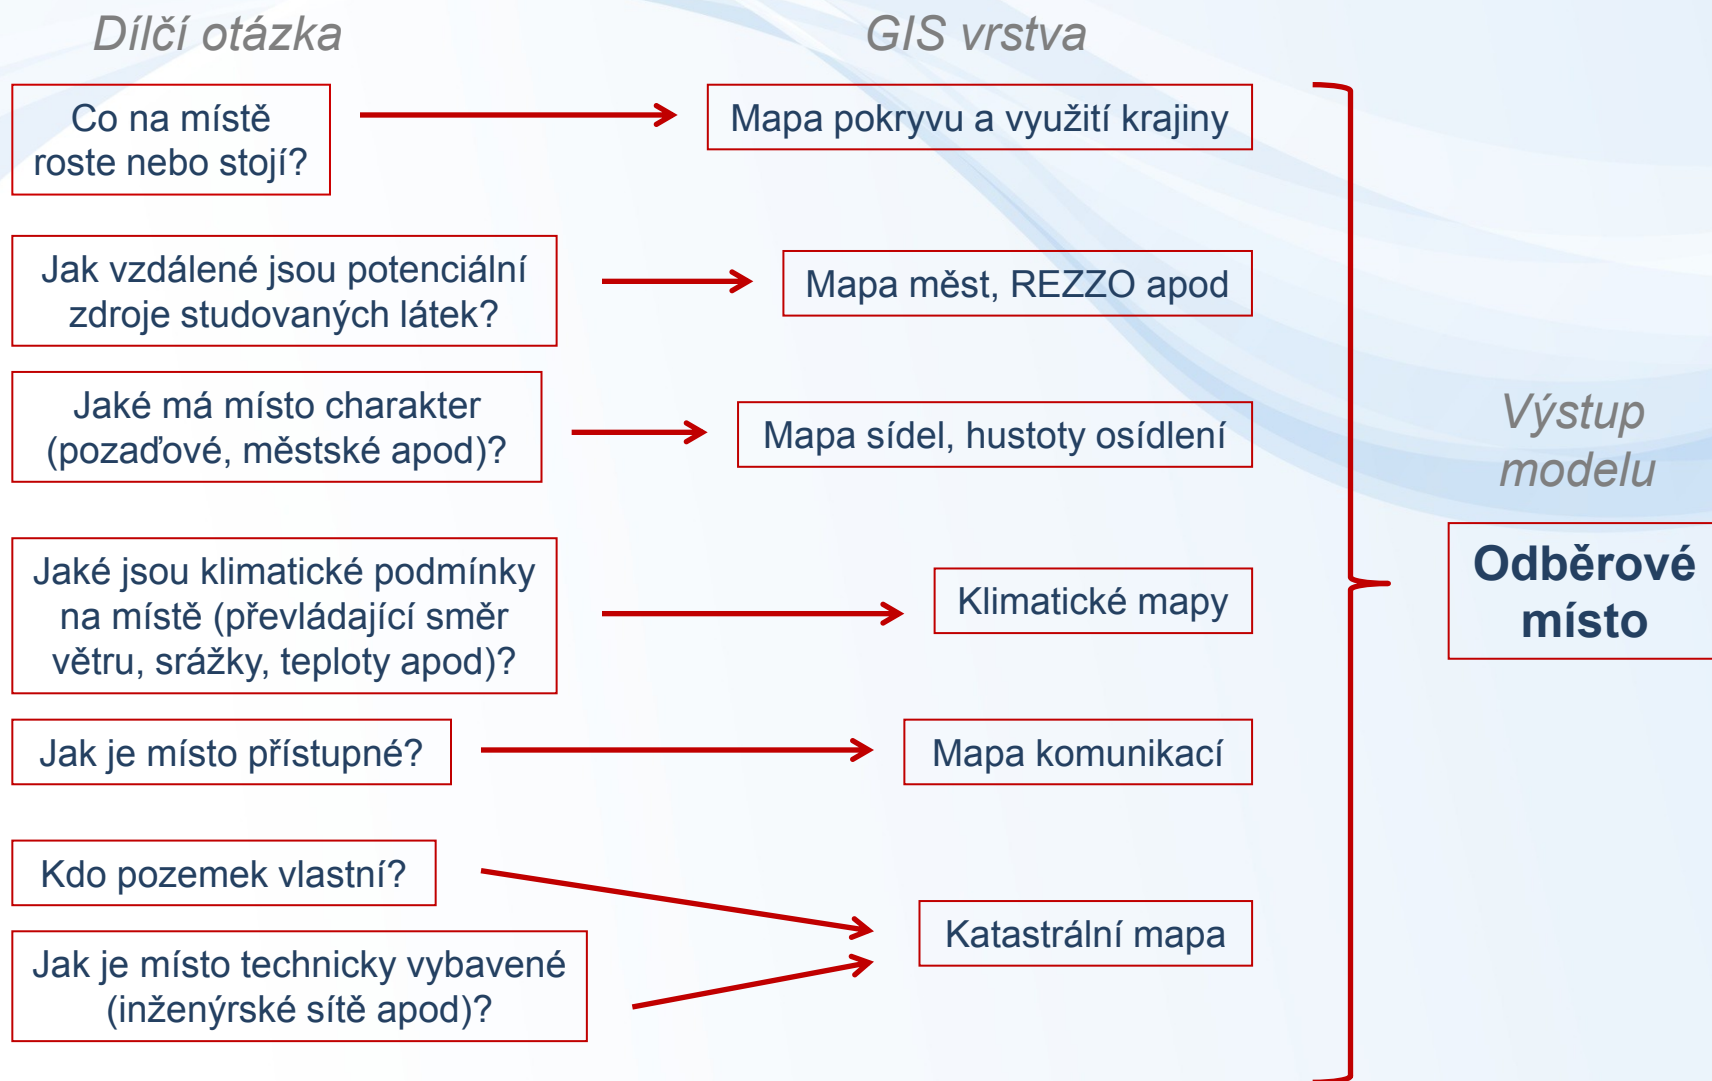 Dílčí otázka
GIS vrstva
Co na místě
roste nebo stojí?
Mapa pokryvu a využití krajiny
Jak vzdálené jsou potenciální
zdroje studovaných látek?
Mapa měst, REZZO apod
Jaké má místo charakter
(pozaďové, městské apod)?
Mapa sídel, hustoty osídlení
Jaké jsou klimatické podmínky
na místě (převládající směr
větru, srážky, teploty apod)?
Klimatické mapy
Jak je místo přístupné?
Mapa komunikací
Kdo pozemek vlastní?
Jak je místo technicky vybavené
(inženýrské sítě apod)?
Katastrální mapa
Výstup
modelu
Odběrové
místo